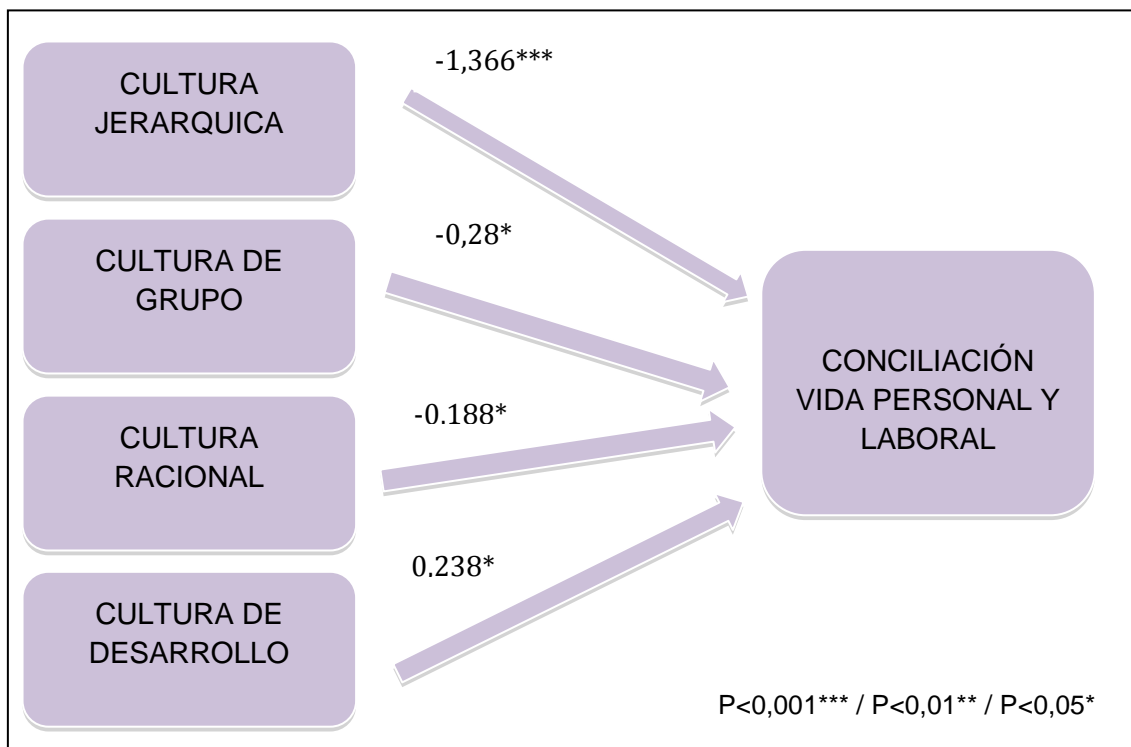 CULTURA
JERARQUICA
-1,366***
CULTURA DE
GRUPO
-0,28*
CULTURA
RACIONAL
-0.188*
CULTURA DE
DESARROLLO
0.238*
CONCILIACIÓN
VIDA PERSONAL Y
LABORAL
P<0,001*** / P<0,01** / P<0,05*